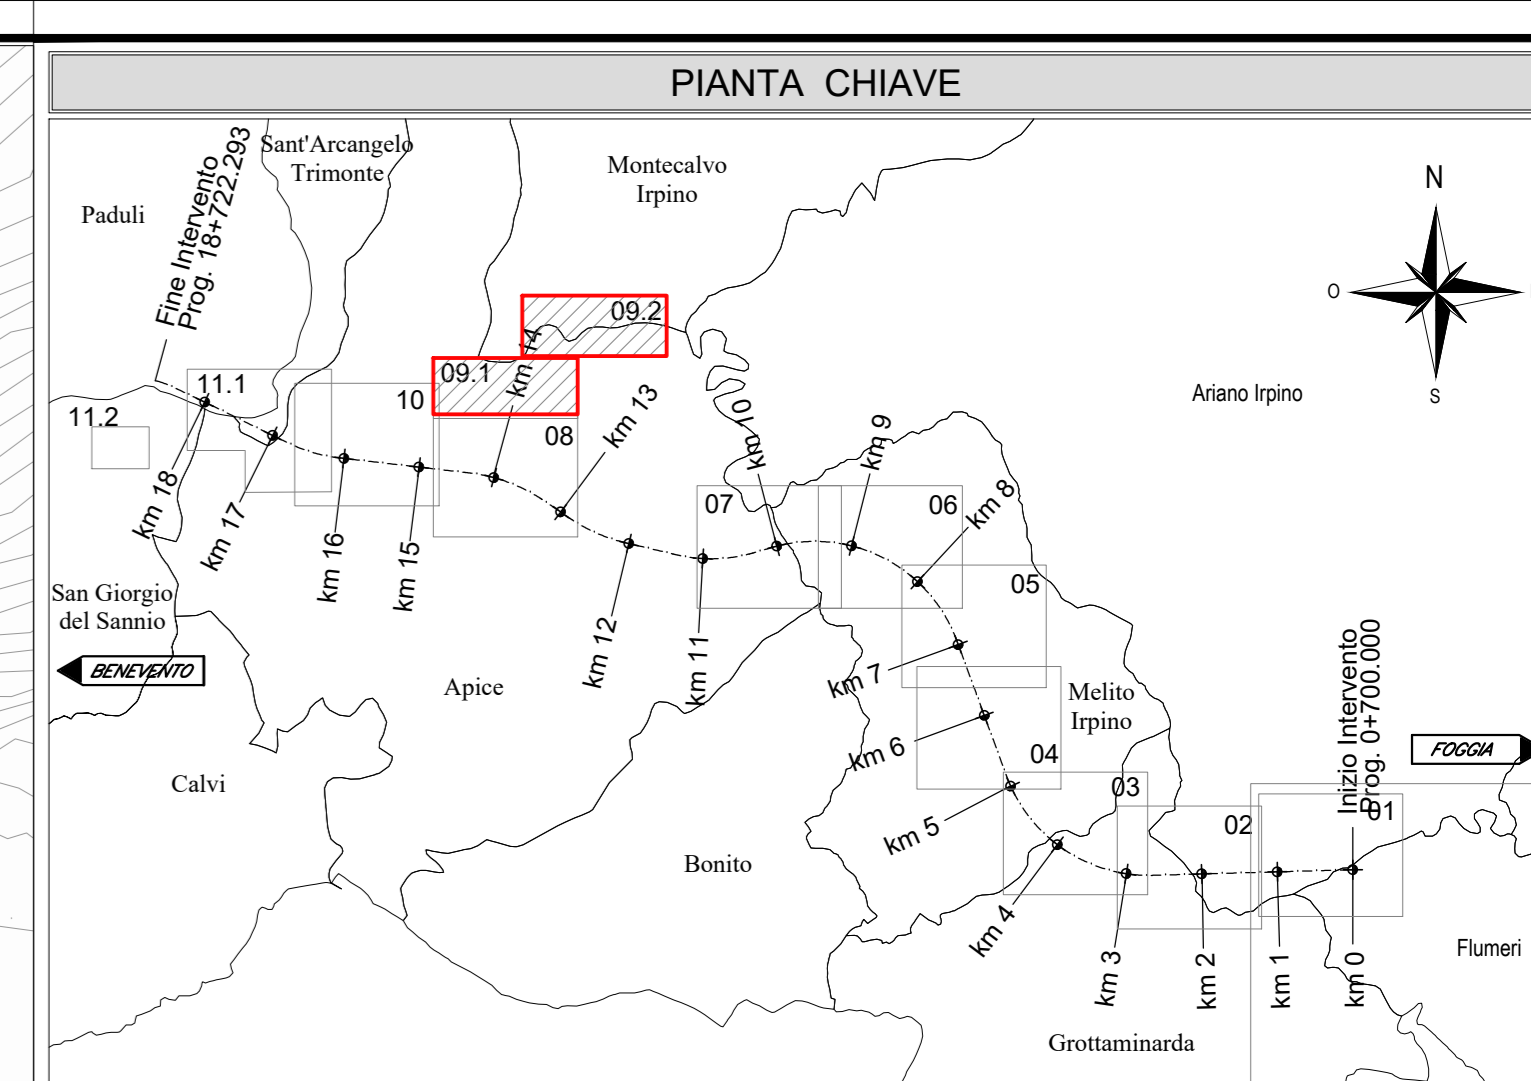 PIANTA CHIAVE
Sant'Arcangelo
Trimonte
Montecalvo
Irpino
Paduli
Fine Intervento
Prog. 18+722.293
N
O
S
09.2
09.1
km 14
11.1
11.2
10
08
km 13
km 10
km 9
Ariano Irpino
07
06
km 8
05
km 18
km 17
km 16
km 15
km 12
km 11
km 7
km 6
San Giorgio
del Sannio
BENEVENTO
Apice
Melito
Irpino
04
03
Inizio Intervento
Prog. 0+700.000
FOGGIA
01
02
Calvi
km 5
Bonito
km 4
km 3
km 2
km 1
km 0
Flumeri
Grottaminarda